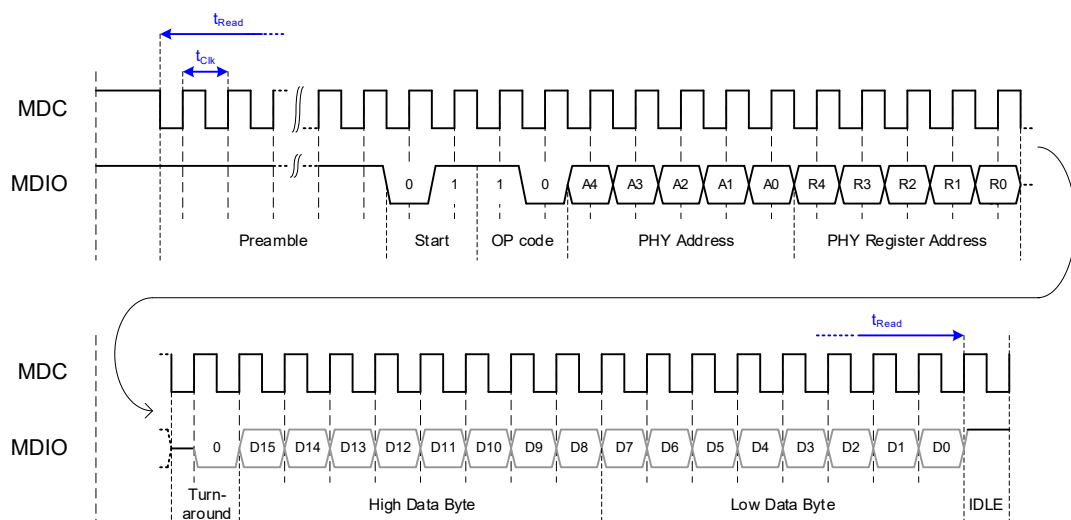 tRead
tClk
MDC
MDIO
0 1 1 0 A4 A3 A2 A1 A0 R4 R3 R2 R1 R0
Preamble Start OP code PHY Address PHY Register Address
tRead
MDC
MDIO
0 D15 D14 D13 D12 D11 D10 D9 D8 D7 D6 D5 D4 D3 D2 D1 D0
Turn-
around High Data Byte Low Data Byte IDLE